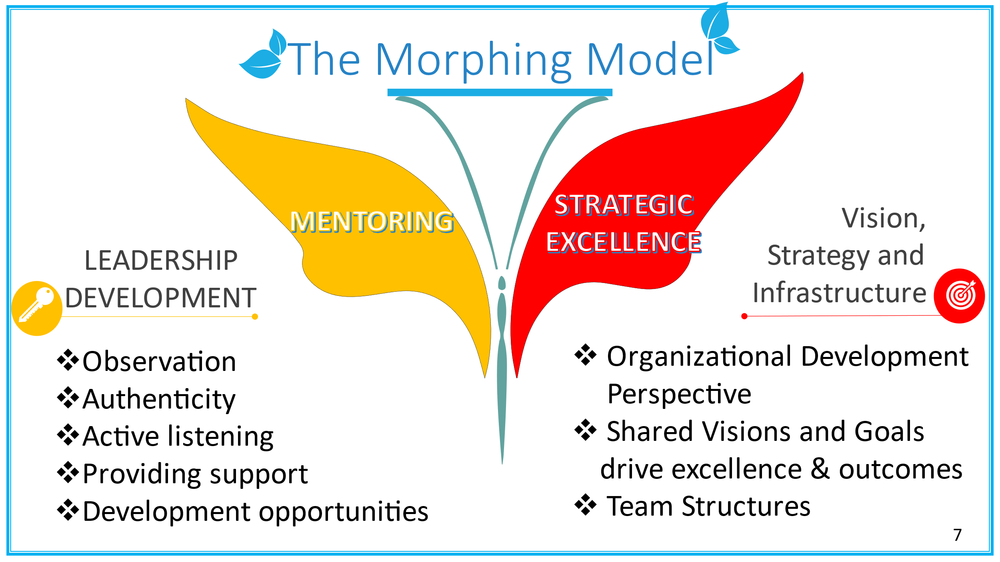 The Morphing Model
MENTORING
STRATEGIC
EXCELLENCE
LEADERSHIP
DEVELOPMENT
Vision,
Strategy and
Infrastructure
❖Observation
❖Authenticity
❖Active listening
❖Providing support
❖Development opportunities
❖ Organizational Development
Perspective
❖ Shared Visions and Goals
drive excellence & outcomes
❖ Team Structures
7